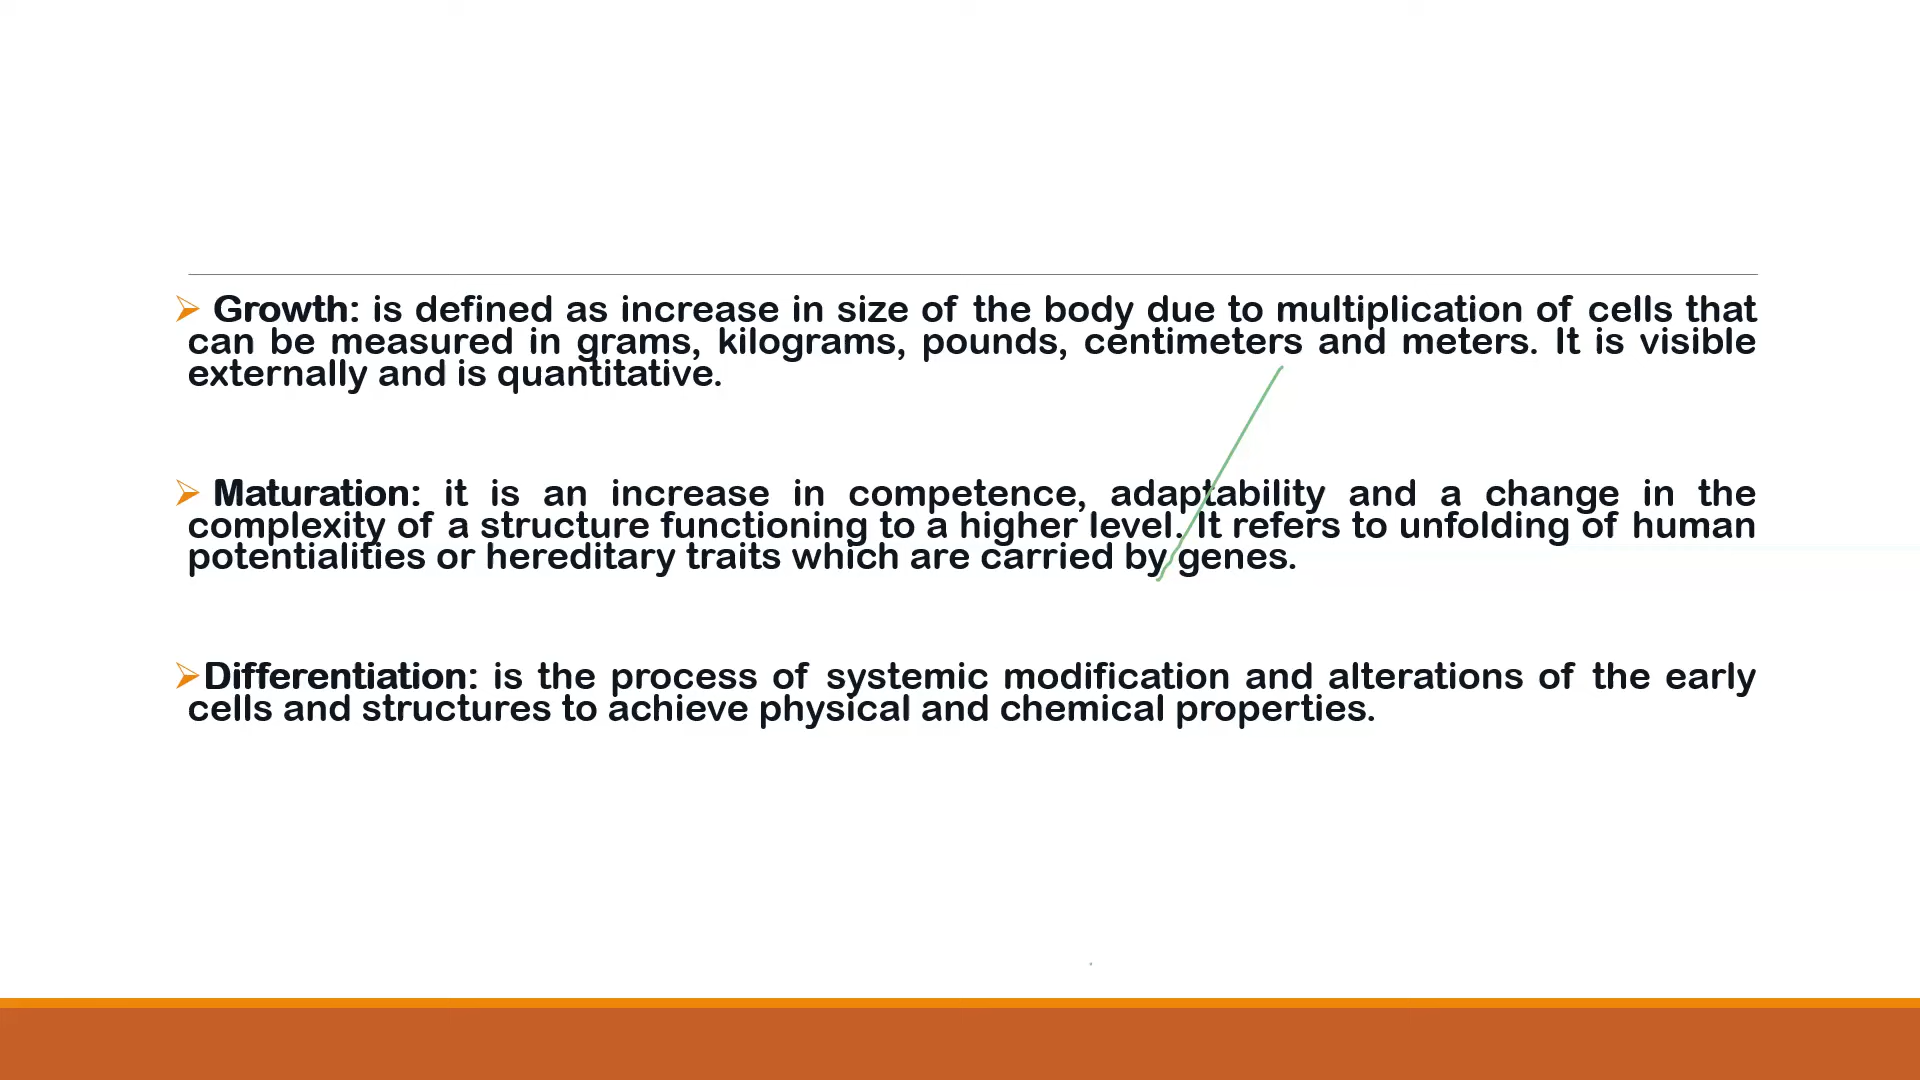 Growth: is defined as increase in size of the body due to multiplication of cells that
can be measured in grams, kilograms, pounds, centimeters and meters. It is visible
externally and is quantitative.
Maturation: it is an increase in competence, adaptability and a change in the
complexity of a structure functioning to a higher level. It refers to unfolding of human
potentialities or hereditary traits which are carried by genes.
Differentiation: is the process of systemic modification and alterations of the early
cells and structures to achieve physical and chemical properties.